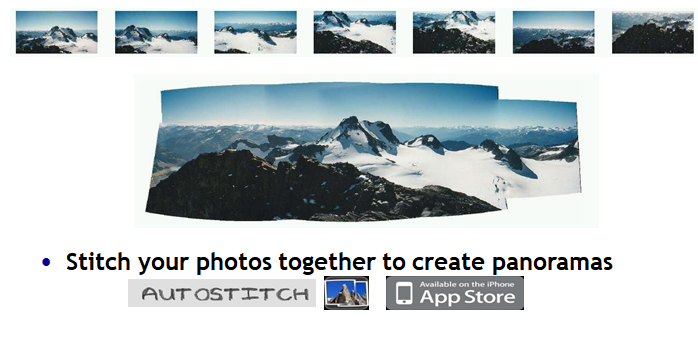 • Stitch your photos together to create panoramas
AUTOSTITCH
Available on the iPhone
App Store